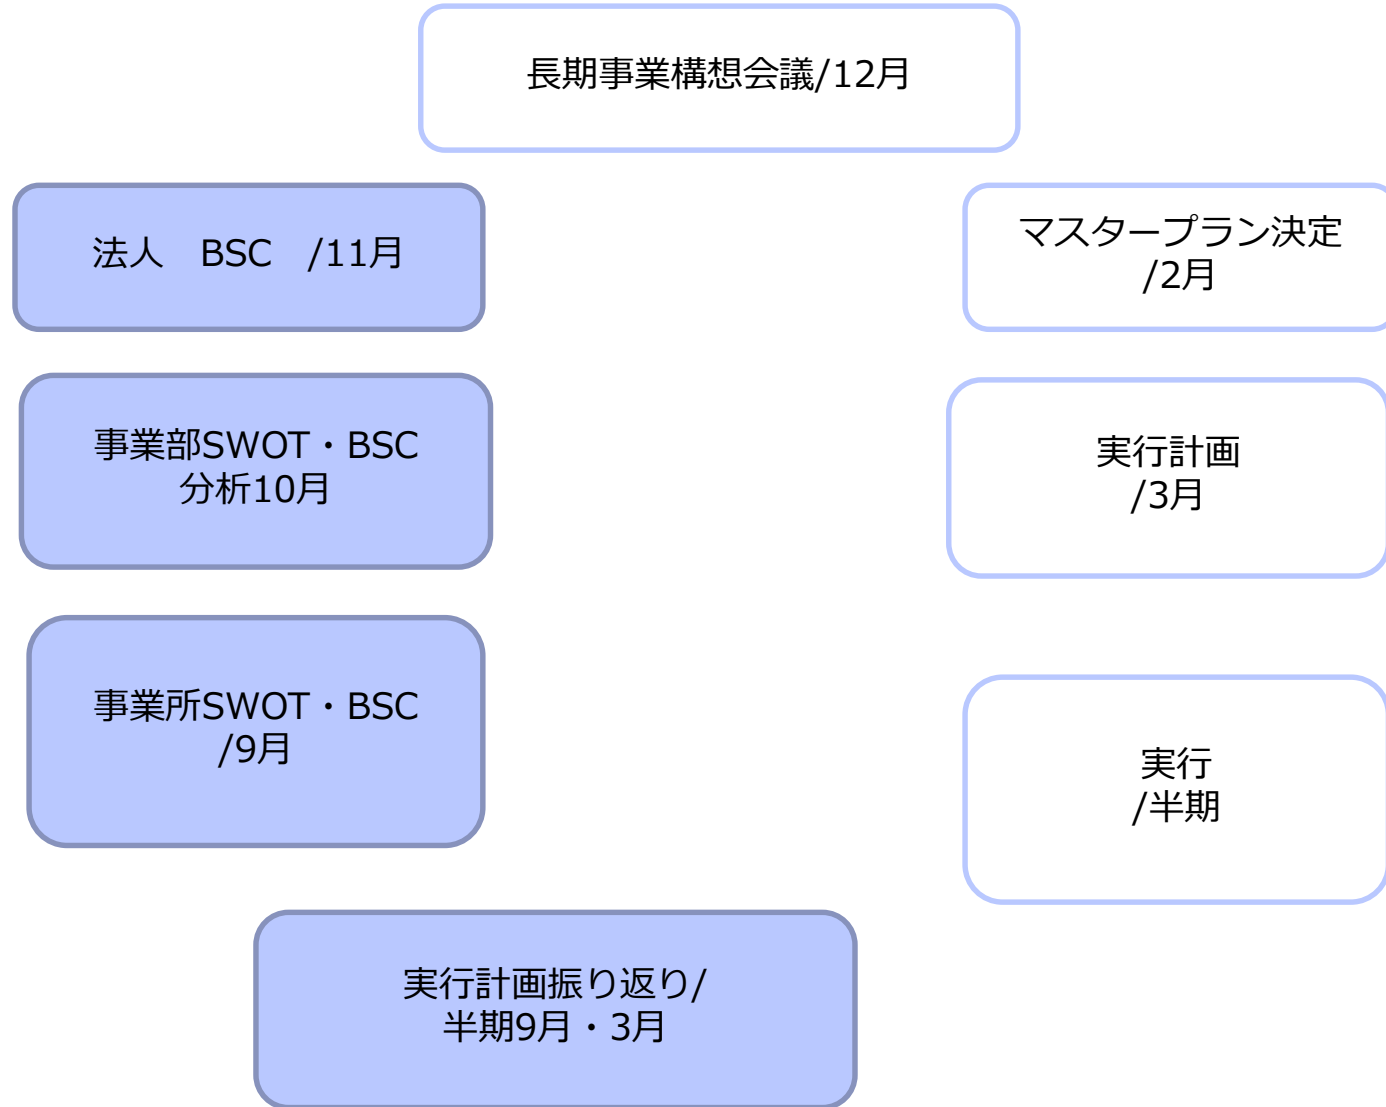 長期事業構想会議/12月
法人　BSC　/11月
マスタープラン決定
/2月
事業部SWOT・BSC
分析10月
実行計画
/3月
事業所SWOT・BSC
/9月
実行
/半期
実行計画振り返り/
半期9月・3月